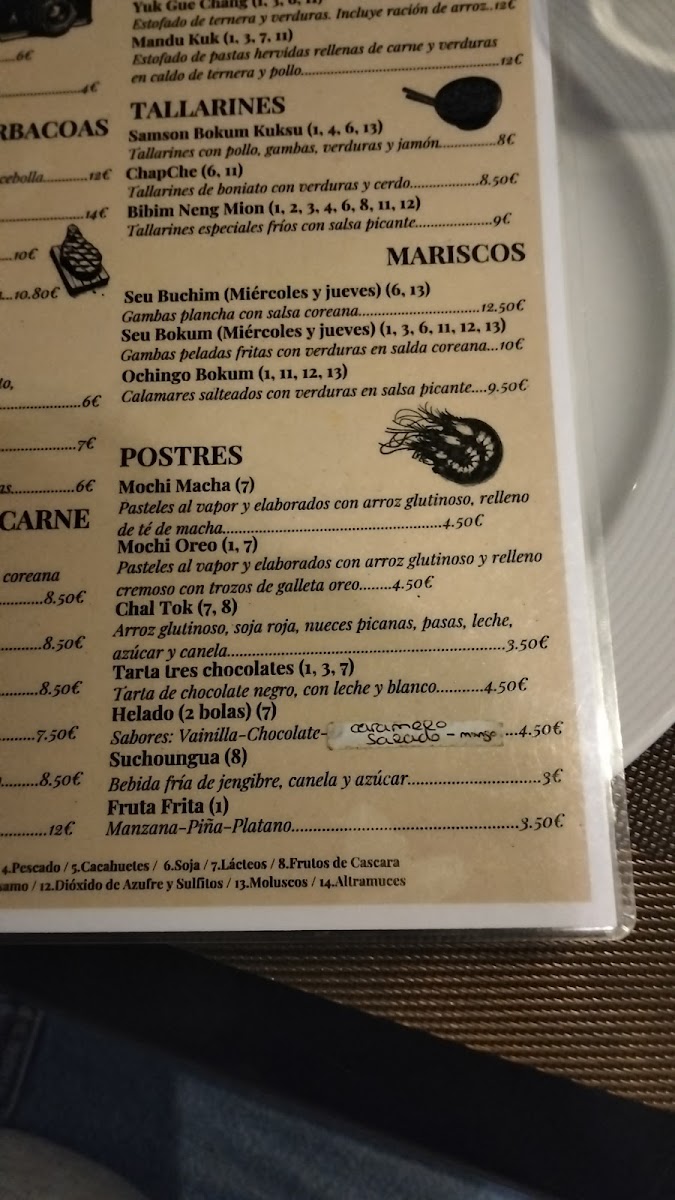 Yuk Gue Chang
Estofado de ternera y verduras. Incluye ración de arroz..12€
Mandu Kuk (1, 3, 7, 11)
Estofado de pastas hervidas rellenas de carne y verduras
en caldo de ternera y pollo....12€
TALLARINES
Samson Bokum Kuksu (1, 4, 6, 13)
Tallarines con pollo, gambas, verduras y jamón....8€
ChapChe (6, 11)
Tallarines de boniato con verduras y cerdo....8.50€
Bibim Neng Mion (1, 2, 3, 4, 6, 8, 11, 12)
Tallarines especiales fríos con salsa picante....9€
MARISCOS
Seu Buchim (Miércoles y jueves) (6, 13)
Gambas plancha con salsa coreana....12.50€
Seu Bokum (Miércoles y jueves) (1, 3, 6, 11, 12, 13)
Gambas peladas fritas con verduras en salda coreana...10€
Ochingo Bokum (1, 11, 12, 13)
Calamares salteados con verduras en salsa picante....9.50€
POSTRES
Mochi Macha (7)
Pasteles al vapor y elaborados con arroz glutinoso, relleno
de té de macha....4.50€
Mochi Oreo (1, 7)
Pasteles al vapor y elaborados con arroz glutinoso y relleno
cremoso con trozos de galleta oreo........4.50€
Chal Tok (7, 8)
Arroz glutinoso, soja roja, nueces picanas, pasas, leche,
azúcar y canela....3.50€
Tarta tres chocolates (1, 3, 7)
Tarta de chocolate negro, con leche y blanco....4.50€
Helado (2 bolas) (7)
Sabores: Vainilla-Chocolate- caramero salado - mango ...4.50€
Suchoungua (8)
Bebida fría de jengibre, canela y azúcar....3€
Fruta Frita (1)
Manzana-Piña-Platano....3.50€
4.Pescado / 5.Cacahuetes / 6.Soja / 7.Lácteos / 8.Frutos de Cascara
amo / 12.Dióxido de Azufre y Sulfitos / 13.Moluscos / 14.Altramuces
...6€
...4€
RBACOAS
cebolla....12€
...14€
...10€
...10.80€
to,
...6€
...7€
as....6€
CARNE
coreana
...8.50€
...8.50€
...8.50€
...7.50€
...8.50€
...12€